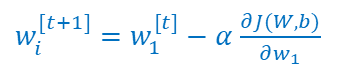 w_i^{[t+1]} = w_1^{[t]} − α ∂J(W,b)/∂w_1